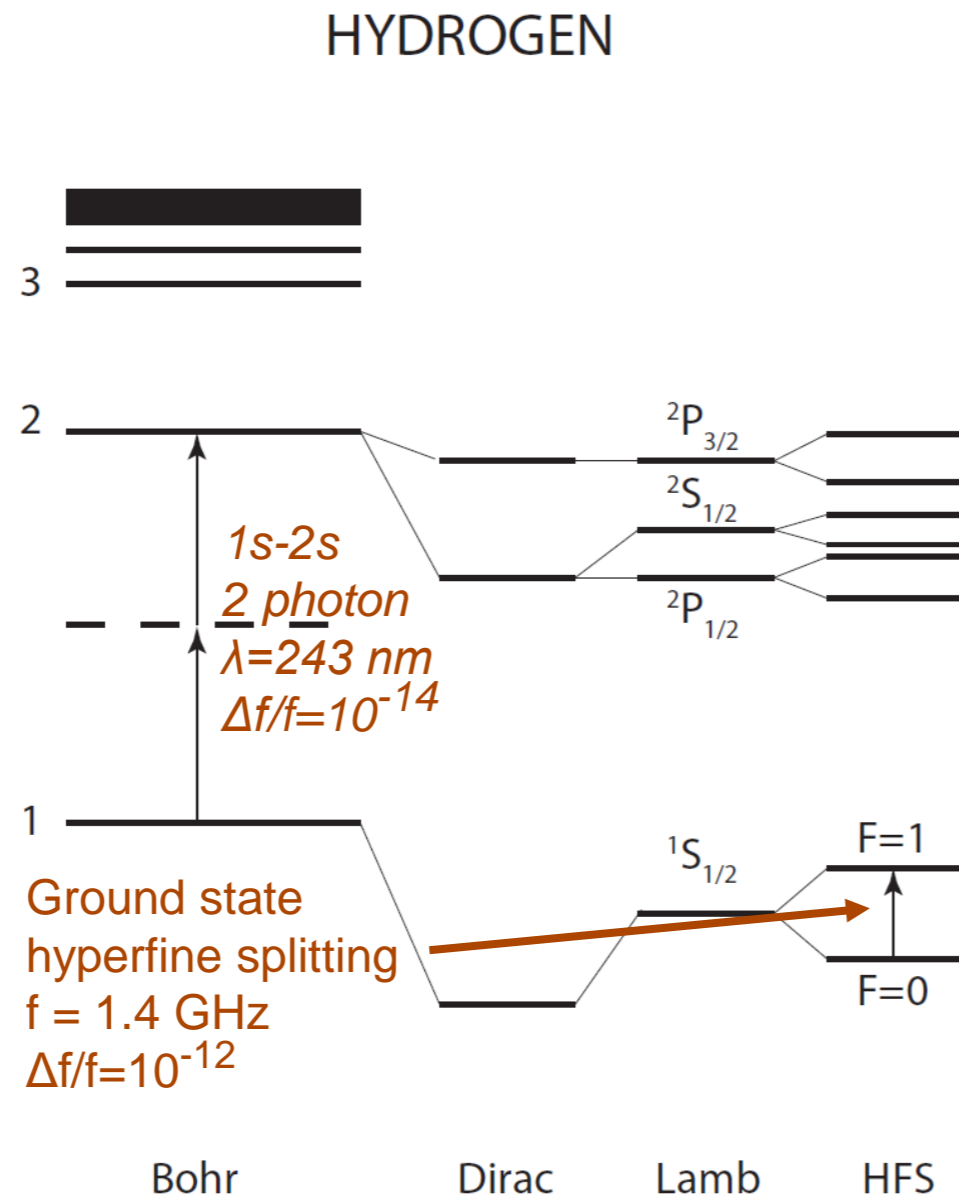 HYDROGEN
3
2
²P₃/₂
²S₁/₂
²P₁/₂
1s-2s
2 photon
λ=243 nm
Δf/f=10⁻¹⁴
1
F=1
¹S₁/₂
F=0
Ground state
hyperfine splitting
f = 1.4 GHz
Δf/f=10⁻¹²
Bohr Dirac Lamb HFS